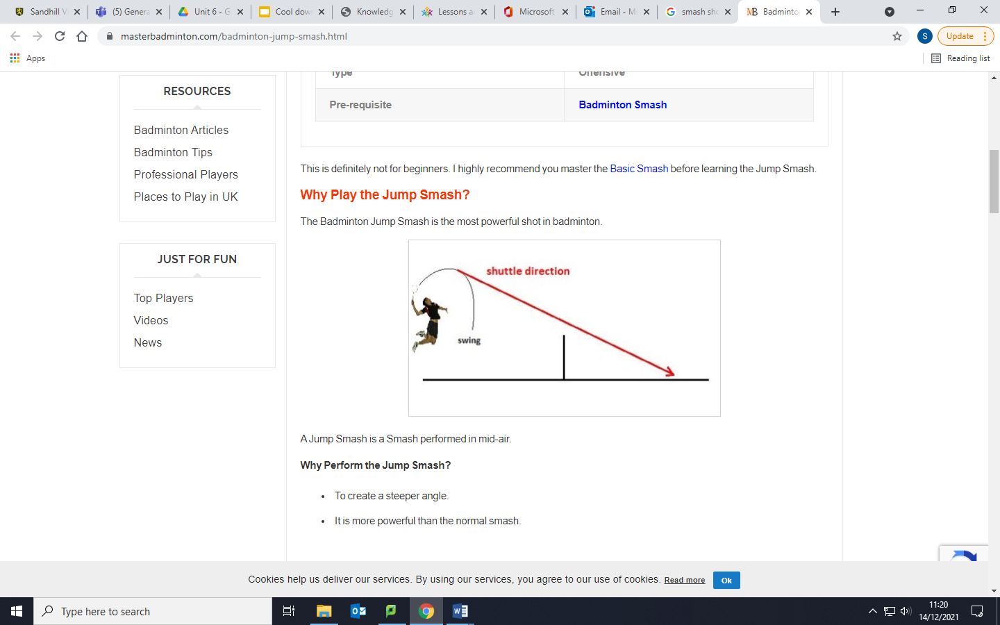 Sandhill V
(5) Genera
Unit 6 - G
Cool dow
Knowledg
Lessons a
Microsoft
Email - M
smash sho
Badminto
masterbadminton.com/badminton-jump-smash.html
S
Update
Apps
Reading list
RESOURCES
Badminton Articles
Badminton Tips
Professional Players
Places to Play in UK
JUST FOR FUN
Top Players
Videos
News
Type Offensive
Pre-requisite Badminton Smash
This is definitely not for beginners. I highly recommend you master the Basic Smash before learning the Jump Smash.
Why Play the Jump Smash?
The Badminton Jump Smash is the most powerful shot in badminton.
shuttle direction
swing
A Jump Smash is a Smash performed in mid-air.
Why Perform the Jump Smash?
• To create a steeper angle.
• It is more powerful than the normal smash.
Cookies help us deliver our services. By using our services, you agree to our use of cookies. Read more Ok
Type here to search
11:20
14/12/2021